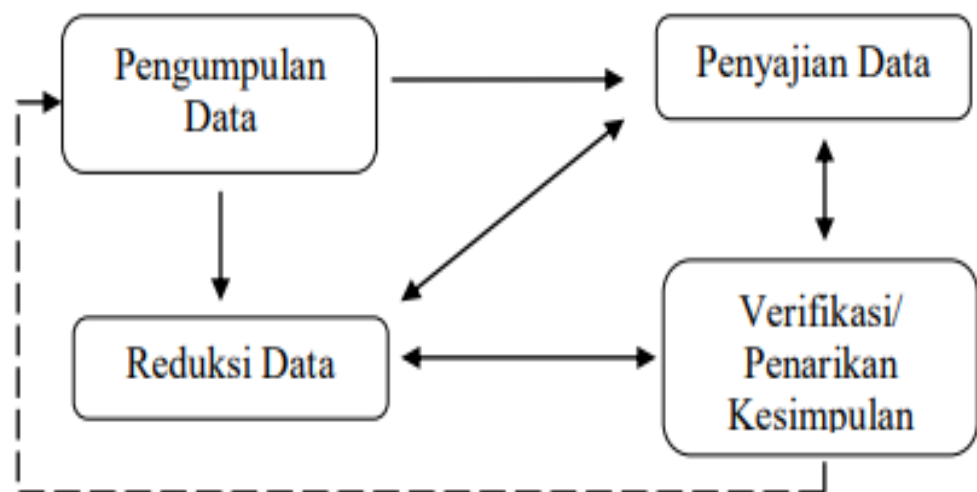 Pengumpulan
Data
Penyajian Data
Reduksi Data
Verifikasi/
Penarikan
Kesimpulan